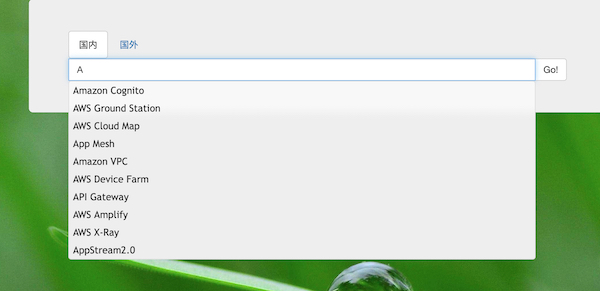 国内 国外
A Go!
Amazon Cognito
AWS Ground Station
AWS Cloud Map
App Mesh
Amazon VPC
AWS Device Farm
API Gateway
AWS Amplify
AWS X-Ray
AppStream2.0